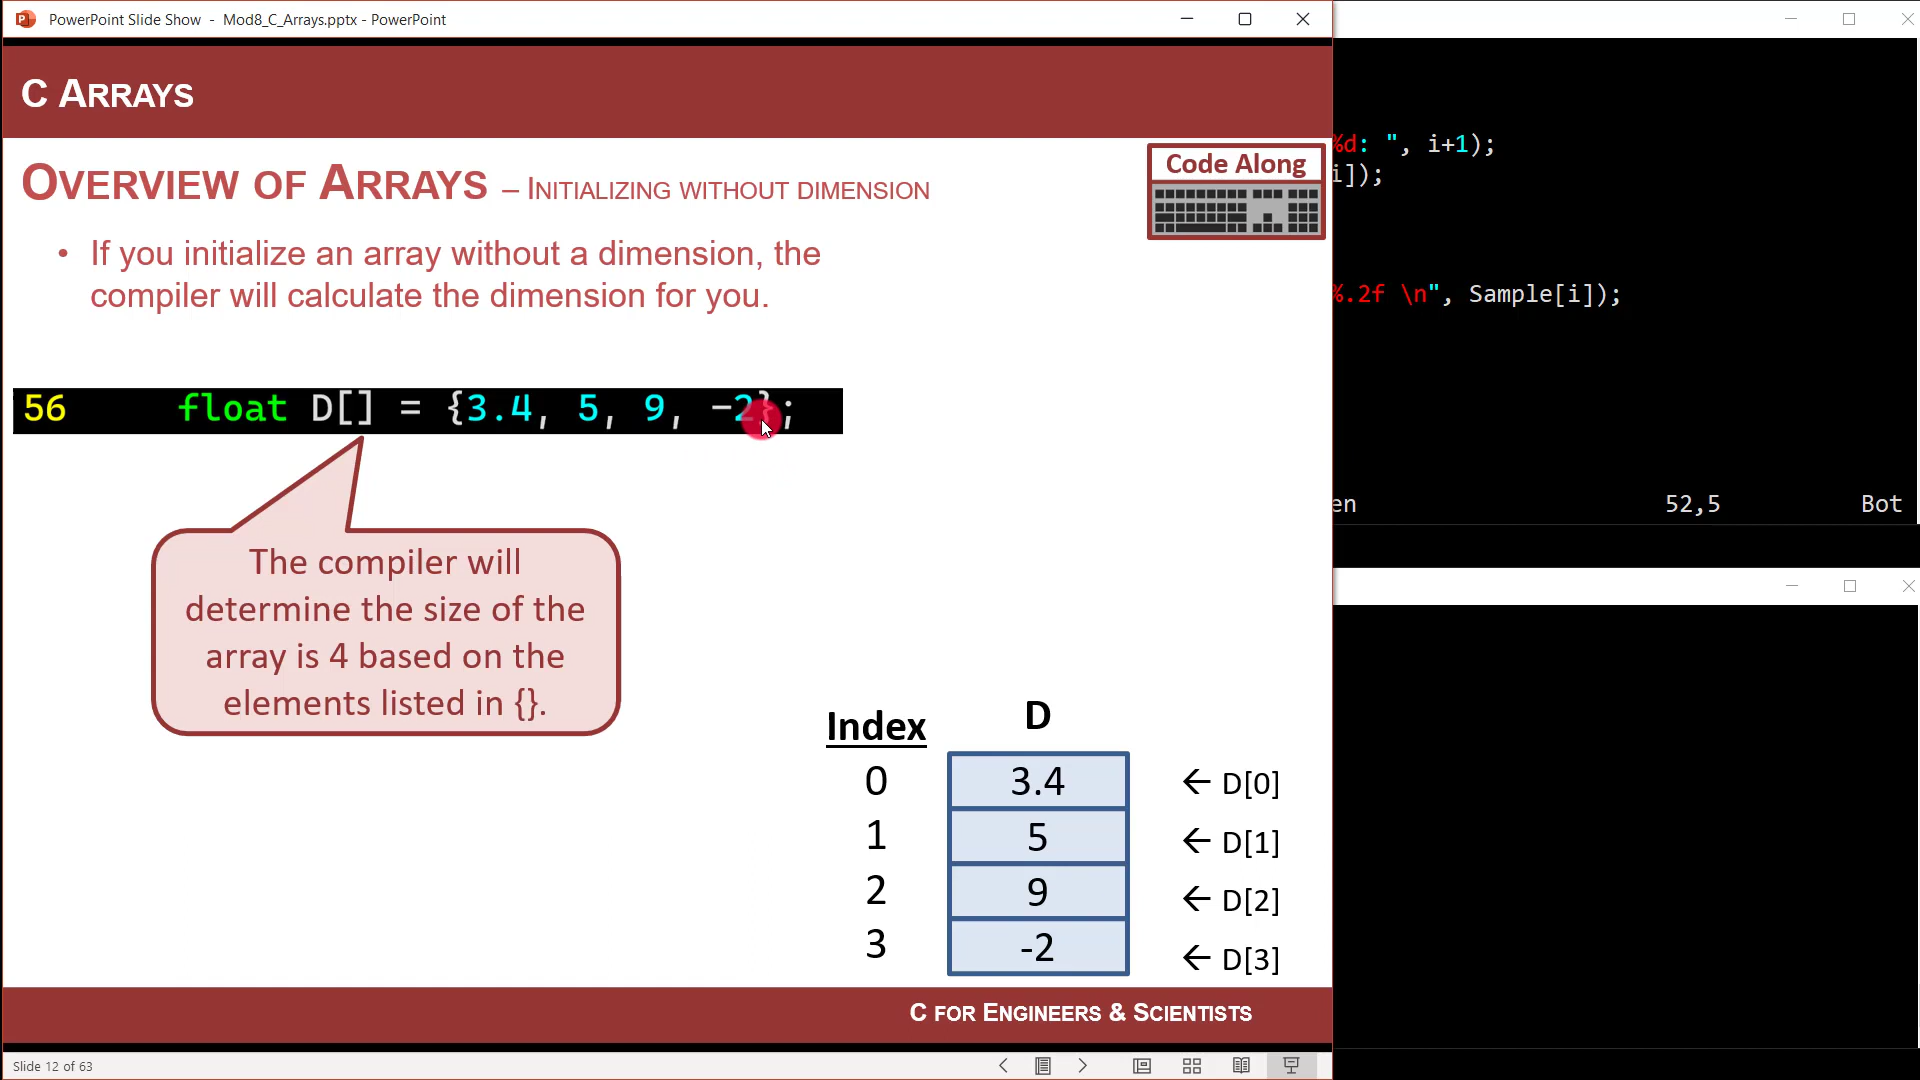 PowerPoint Slide Show - Mod8_C_Arrays.pptx - PowerPoint
C ARRAYS
OVERVIEW OF ARRAYS – INITIALIZING WITHOUT DIMENSION
Code Along
• If you initialize an array without a dimension, the
compiler will calculate the dimension for you.
56 float D[] = {3.4, 5, 9, -2};
The compiler will
determine the size of the
array is 4 based on the
elements listed in {}.
Index D
0 3.4 ← D[0]
1 5 ← D[1]
2 9 ← D[2]
3 -2 ← D[3]
C FOR ENGINEERS & SCIENTISTS
Slide 12 of 63
%d: ", i+1);
i]);
%.2f \n", Sample[i]);
en 52,5 Bot